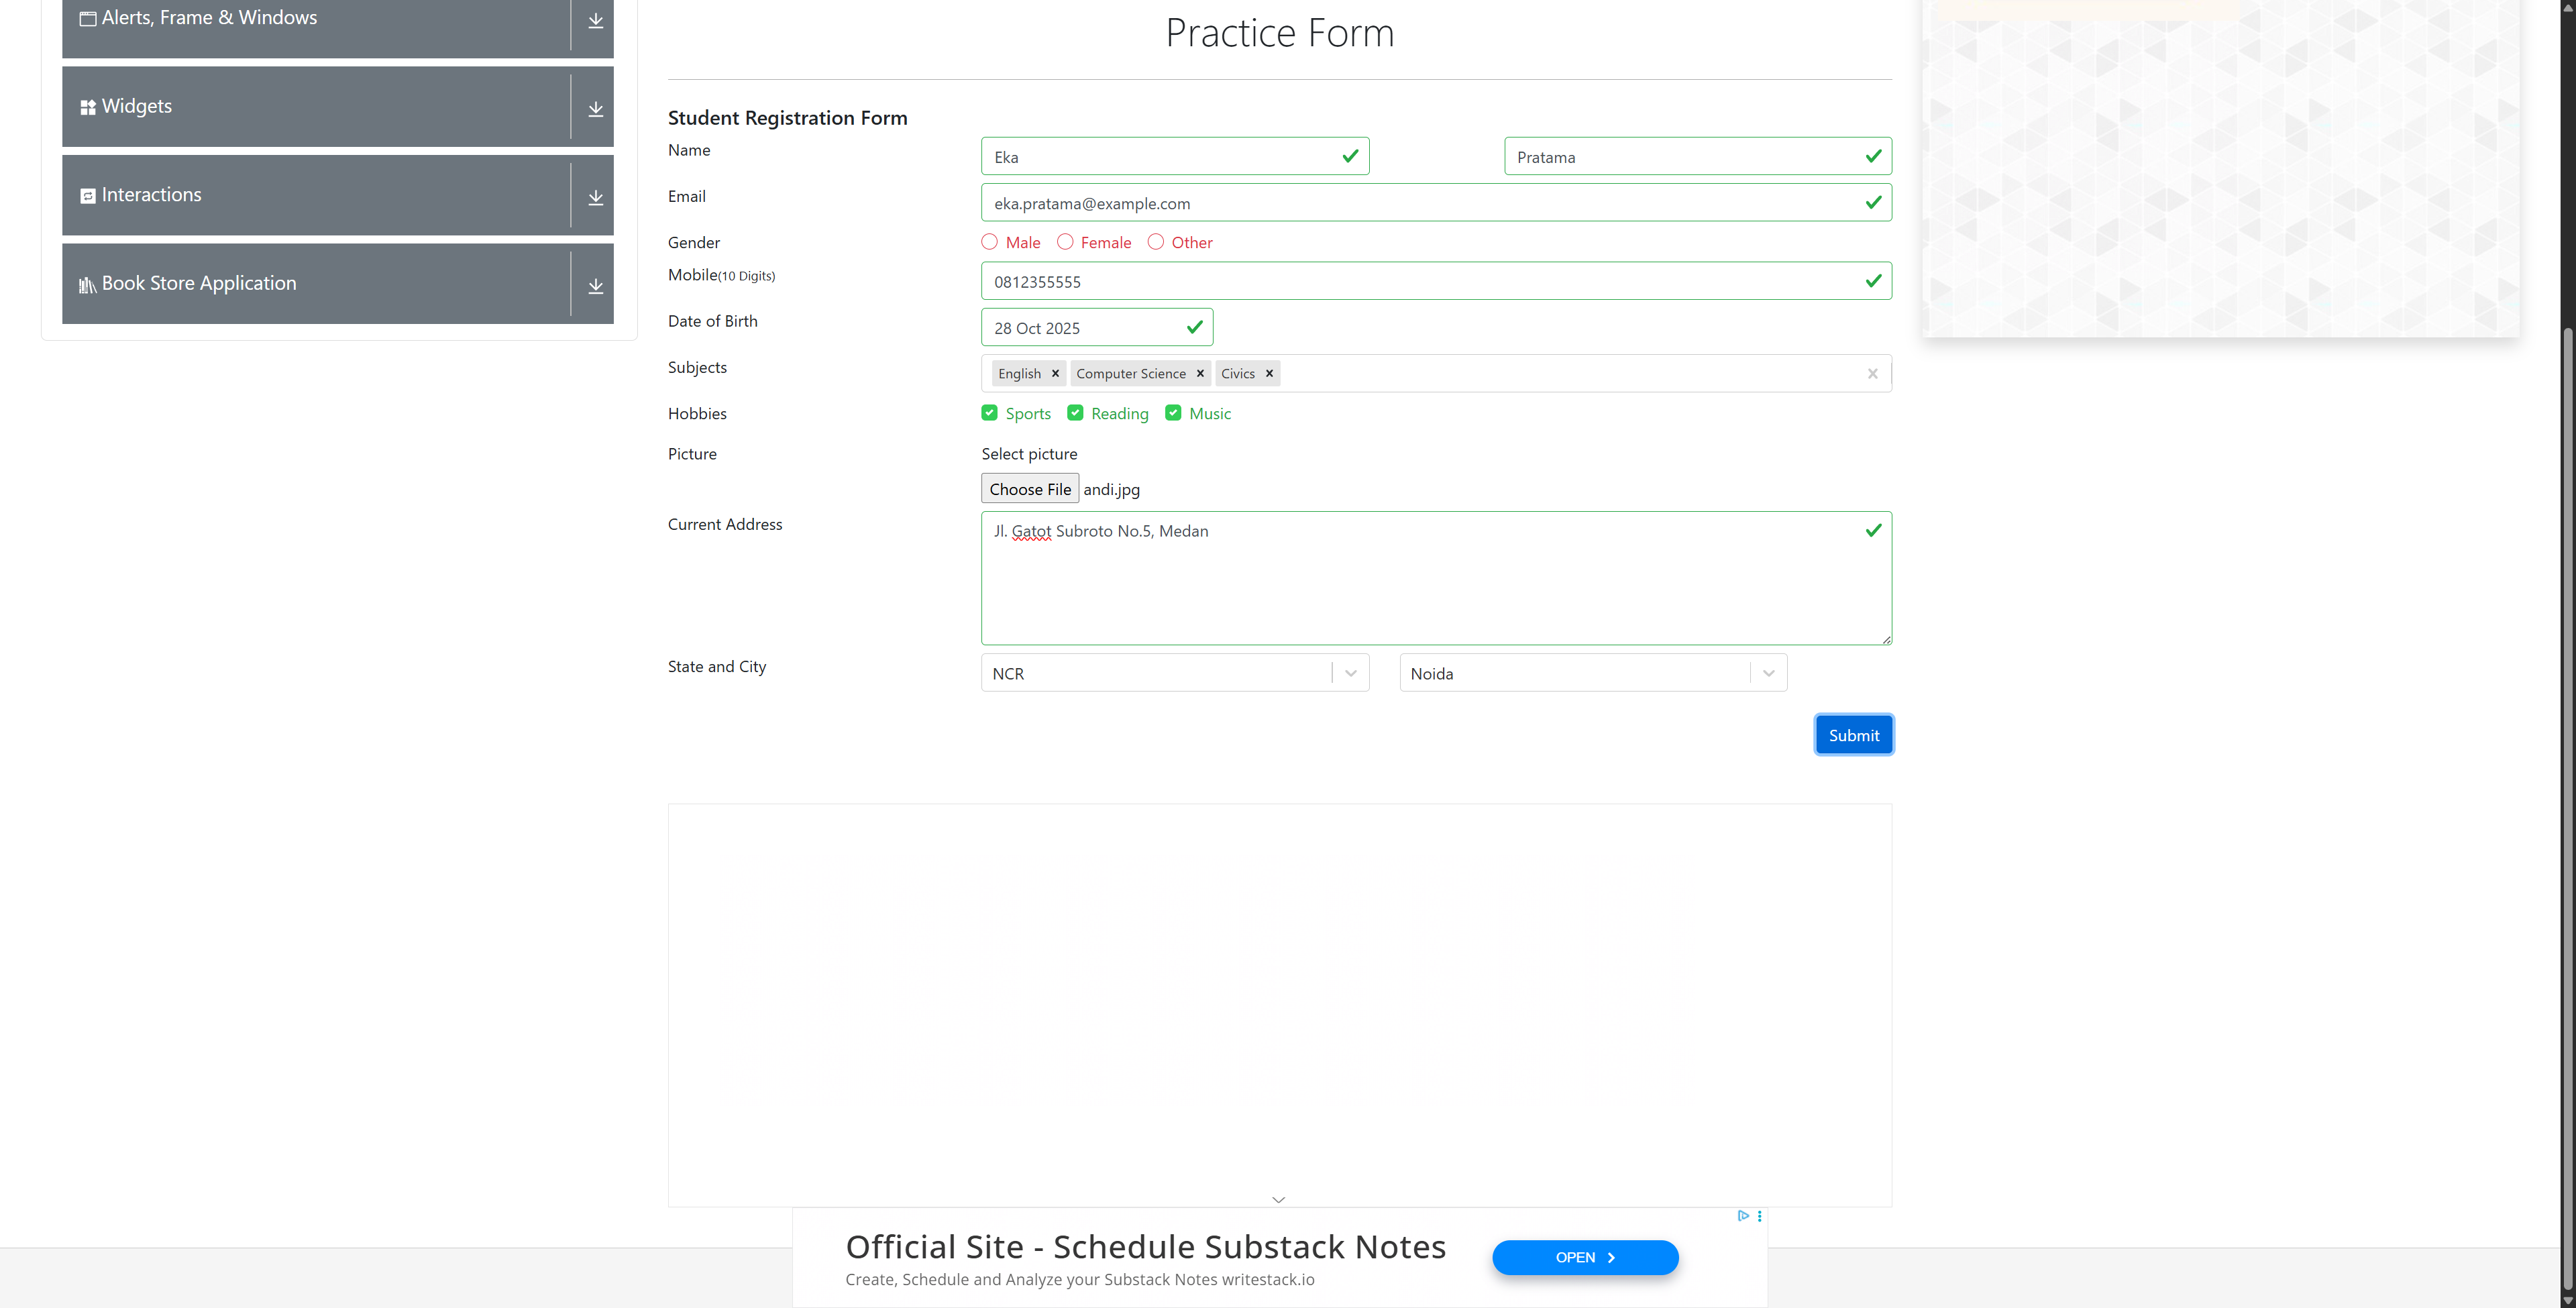 Alerts, Frame & Windows
Widgets
Interactions
Book Store Application
Practice Form
Student Registration Form
Name
Eka
Pratama
Email
eka.pratama@example.com
Gender
Male
Female
Other
Mobile(10 Digits)
0812355555
Date of Birth
28 Oct 2025
Subjects
English
Computer Science
Civics
Hobbies
Sports
Reading
Music
Picture
Select picture
Choose File andi.jpg
Current Address
Jl. Gatot Subroto No.5, Medan
State and City
NCR
Noida
Submit
Official Site - Schedule Substack Notes
Create, Schedule and Analyze your Substack Notes writestack.io
OPEN